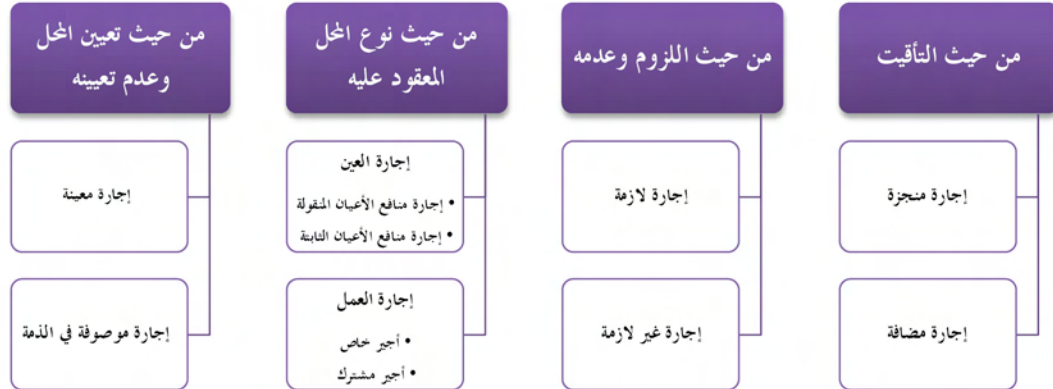 من حيث التأقيت
إجارة منجزة
إجارة مضافة
من حيث اللزوم وعدمه
إجارة لازمة
إجارة غير لازمة
من حيث نوع المحل
المعقود عليه
إجارة العين
• إجارة منافع الأعيان المنقولة
• إجارة منافع الأعيان الثابتة
إجارة العمل
• أجير خاص
• أجير مشترك
من حيث تعيين المحل
وعدم تعيينه
إجارة معينة
إجارة موصوفة في الذمة